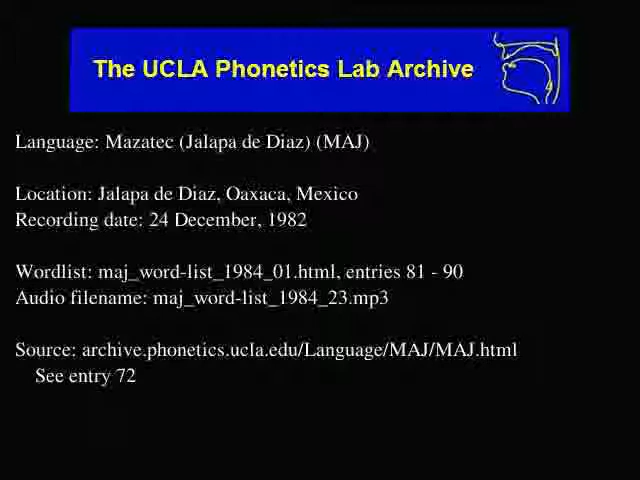 The UCLA Phonetics Lab Archive
Language: Mazatec (Jalapa de Diaz) (MAJ)
Location: Jalapa de Diaz, Oaxaca, Mexico
Recording date: 24 December, 1982
Wordlist: maj_word-list_1984_01.html, entries 81 - 90
Audio filename: maj_word-list_1984_23.mp3
Source: archive.phonetics.ucla.edu/Language/MAJ/MAJ.html
See entry 72